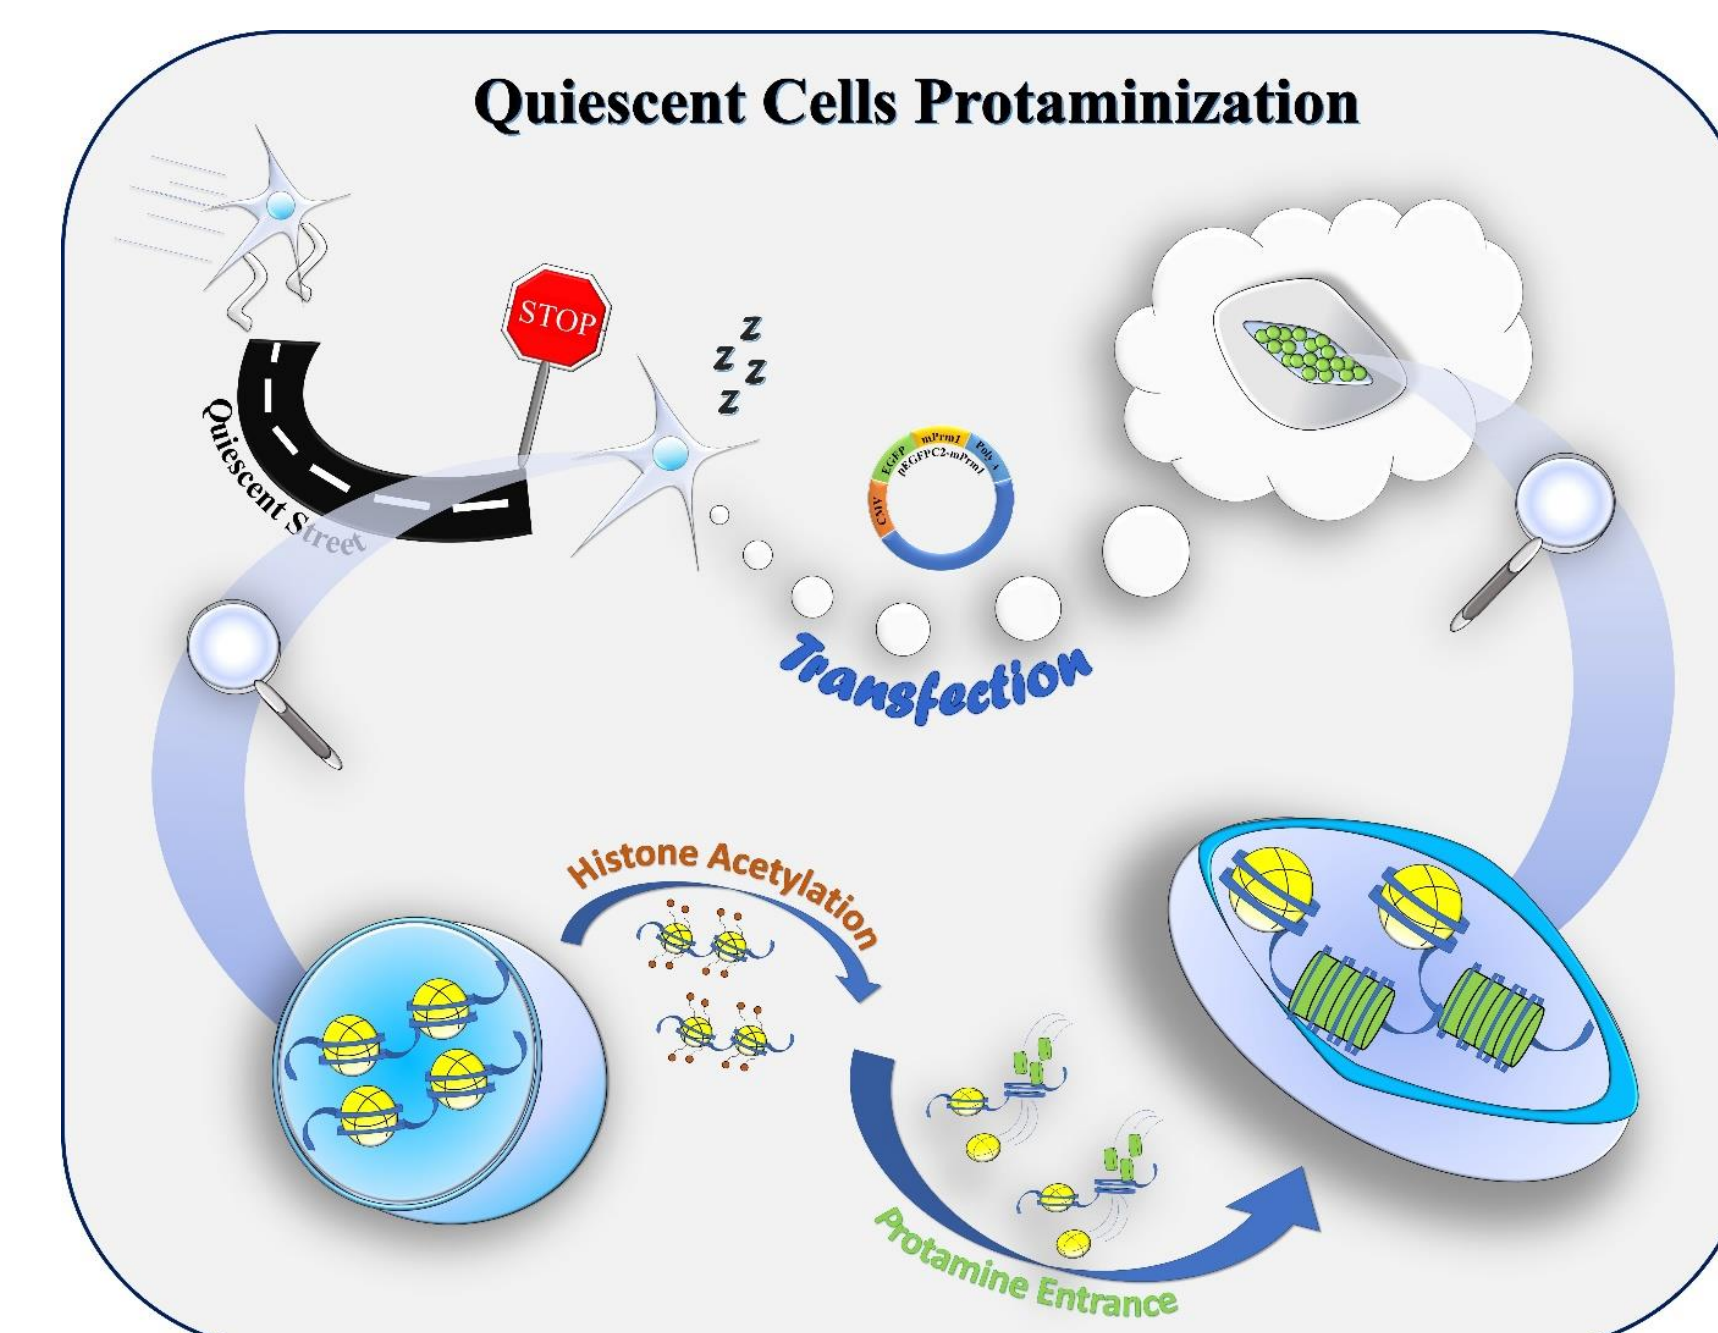 Quiescent Cells Protaminization
STOP
z
z
z
z
Quiescent Street
CMV
EGFP
mPrm1
Poly A
pEGFPC2-mPrm1
Transfection
Histone Acetylation
Protamine Entrance